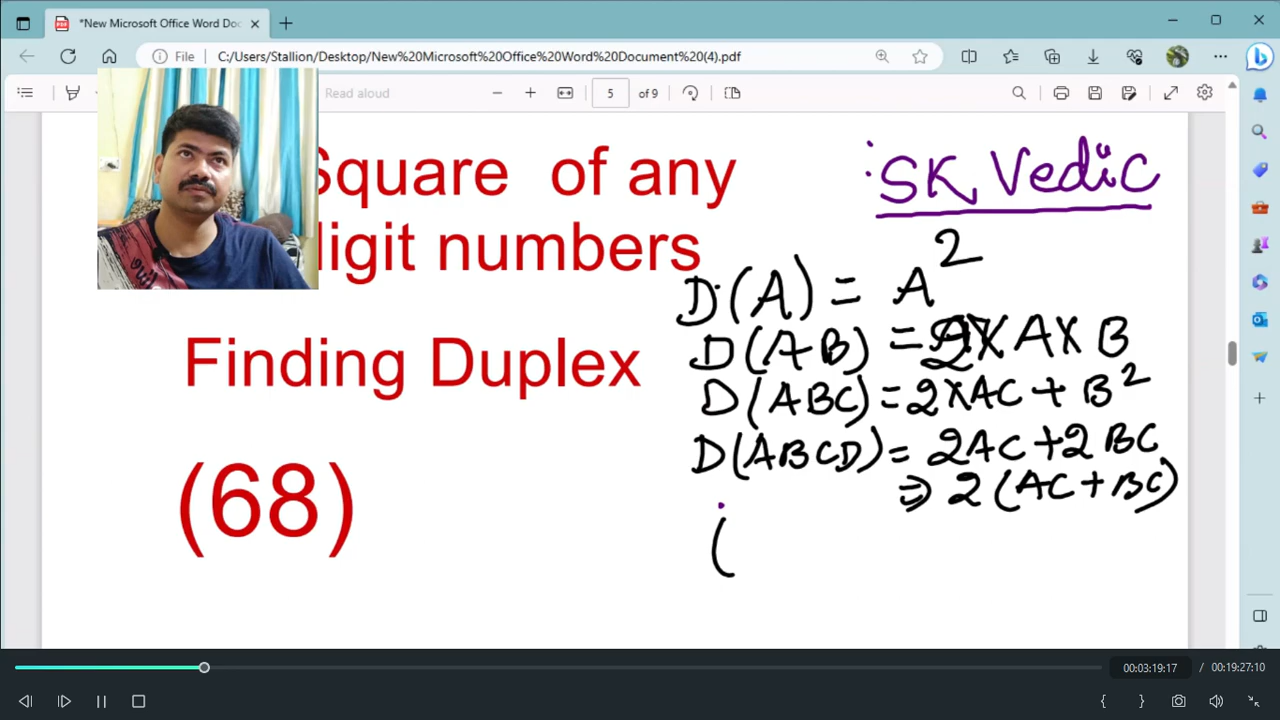 *New Microsoft Office Word Doc
File
C:/Users/Stallion/Desktop/New%20Microsoft%20Office%20Word%20Document%20(4).pdf
Read aloud
5 of 9
Square of any
digit numbers
Finding Duplex
(68)
SK Vedic
D(A) = A²
D(AB) = 2×A×B
D(ABC) = 2×AC + B²
D(ABCD) = 2AC + 2BC
⇒ 2(AC + BC)
(
00:03:19:17 / 00:19:27:10